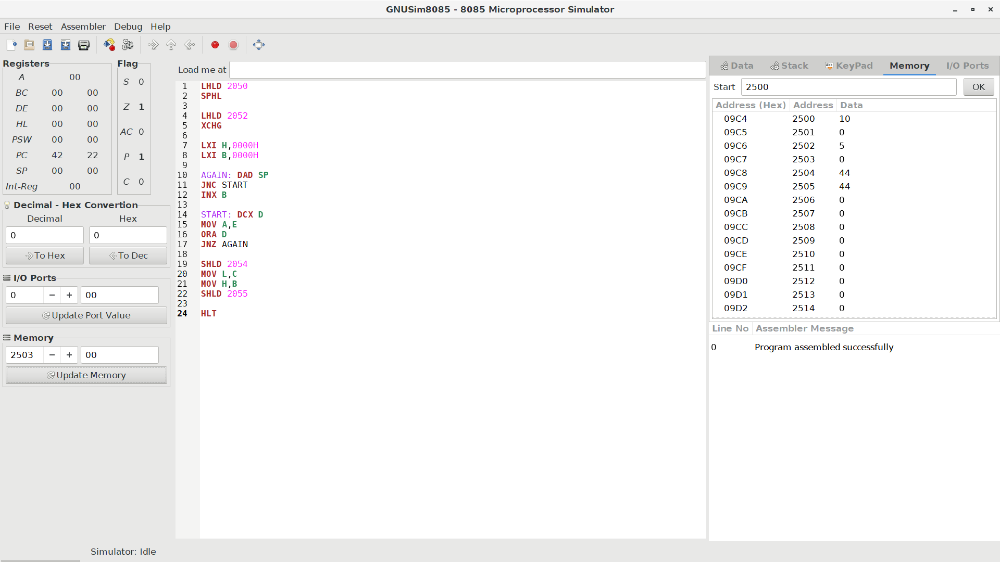 GNUSim8085 - 8085 Microprocessor Simulator
File Reset Assembler Debug Help
Registers
A 00
BC 00 00
DE 00 00
HL 00 00
PSW 00 00
PC 42 22
SP 00 00
Int-Reg 00
Flag
S 0
Z 1
AC 0
P 1
C 0
Decimal - Hex Convertion
Decimal Hex
0 0
To Hex To Dec
I/O Ports
0 − + 00
Update Port Value
Memory
2503 − + 00
Update Memory
Load me at
1 LHLD 2050
2 SPHL
3
4 LHLD 2052
5 XCHG
6
7 LXI H,0000H
8 LXI B,0000H
9
10 AGAIN: DAD SP
11 JNC START
12 INX B
13
14 START: DCX D
15 MOV A,E
16 ORA D
17 JNZ AGAIN
18
19 SHLD 2054
20 MOV L,C
21 MOV H,B
22 SHLD 2055
23
24 HLT
Data Stack Abc KeyPad Memory I/O Ports
Start 2500 OK
Address (Hex) Address Data
09C4 2500 10
09C5 2501 0
09C6 2502 5
09C7 2503 0
09C8 2504 44
09C9 2505 44
09CA 2506 0
09CB 2507 0
09CC 2508 0
09CD 2509 0
09CE 2510 0
09CF 2511 0
09D0 2512 0
09D1 2513 0
09D2 2514 0
Line No Assembler Message
0 Program assembled successfully
Simulator: Idle